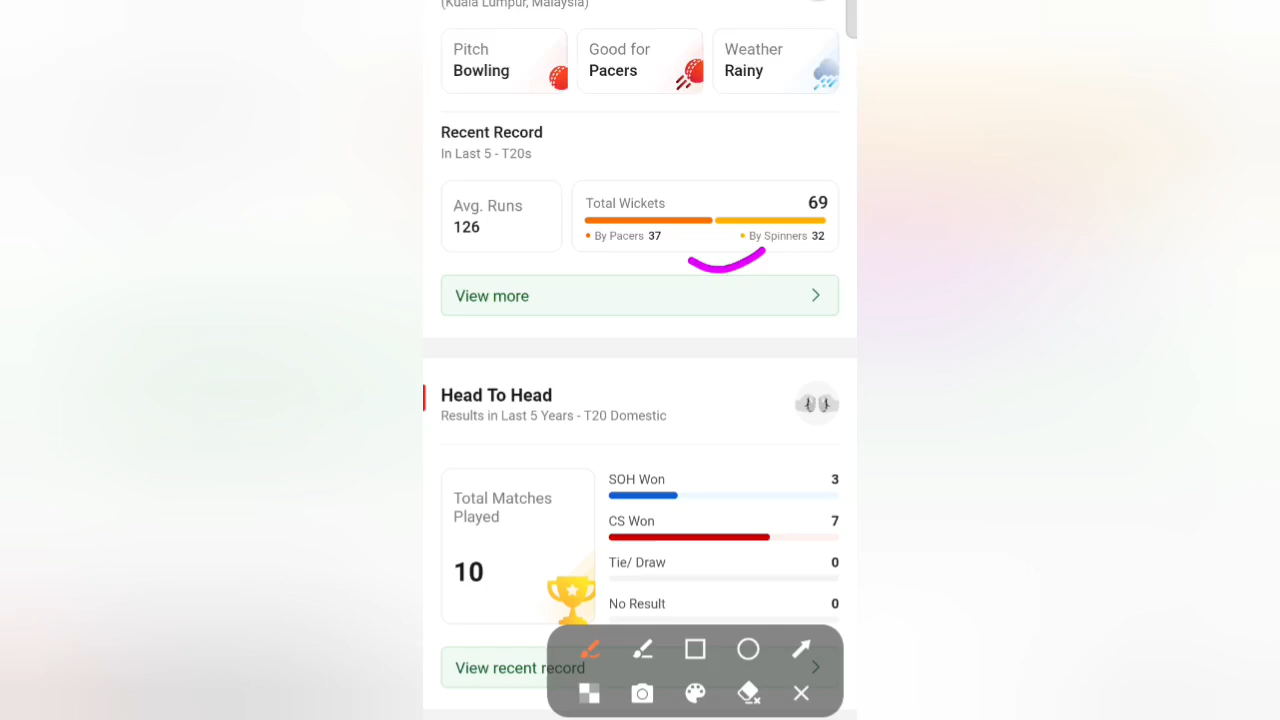 (Kuala Lumpur, Malaysia)
Pitch
Bowling
Good for
Pacers
Weather
Rainy
Recent Record
In Last 5 - T20s
Avg. Runs
126
Total Wickets 69
By Pacers 37 By Spinners 32
View more
Head To Head
Results in Last 5 Years - T20 Domestic
Total Matches
Played
10
SOH Won 3
CS Won 7
Tie/ Draw 0
No Result 0
View recent record